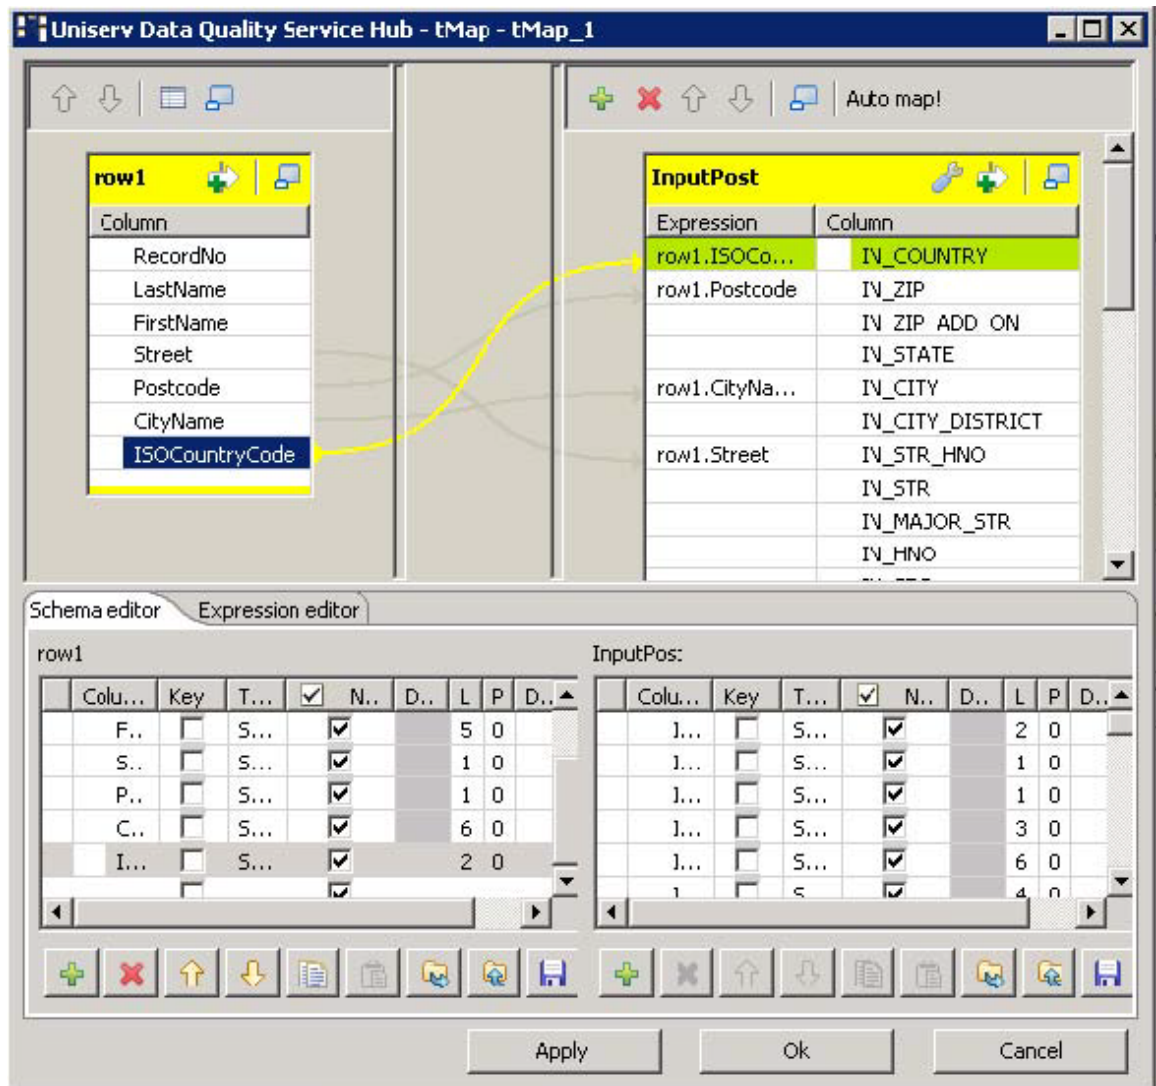 Uniserv Data Quality Service Hub - tMap - tMap_1
Auto map!
row1
Column
RecordNo
LastName
FirstName
Street
Postcode
CityName
ISOCountryCode
InputPost
Expression Column
row1.ISOCo... IN_COUNTRY
row1.Postcode IN_ZIP
IN_ZIP_ADD_ON
IN_STATE
row1.CityNa... IN_CITY
IN_CITY_DISTRICT
row1.Street IN_STR_HNO
IN_STR
IN_MAJOR_STR
IN_HNO
Schema editor Expression editor
row1
Colu... Key T... N.. D.. L P D..
F.. S... 5 0
S.. S... 1 0
P.. S... 1 0
C.. S... 6 0
I... S... 2 0
InputPos:
Colu... Key T... N.. D.. L P D..
I... S... 2 0
I... S... 1 0
I... S... 1 0
I... S... 3 0
I... S... 6 0
I... S... 4 0
Apply Ok Cancel